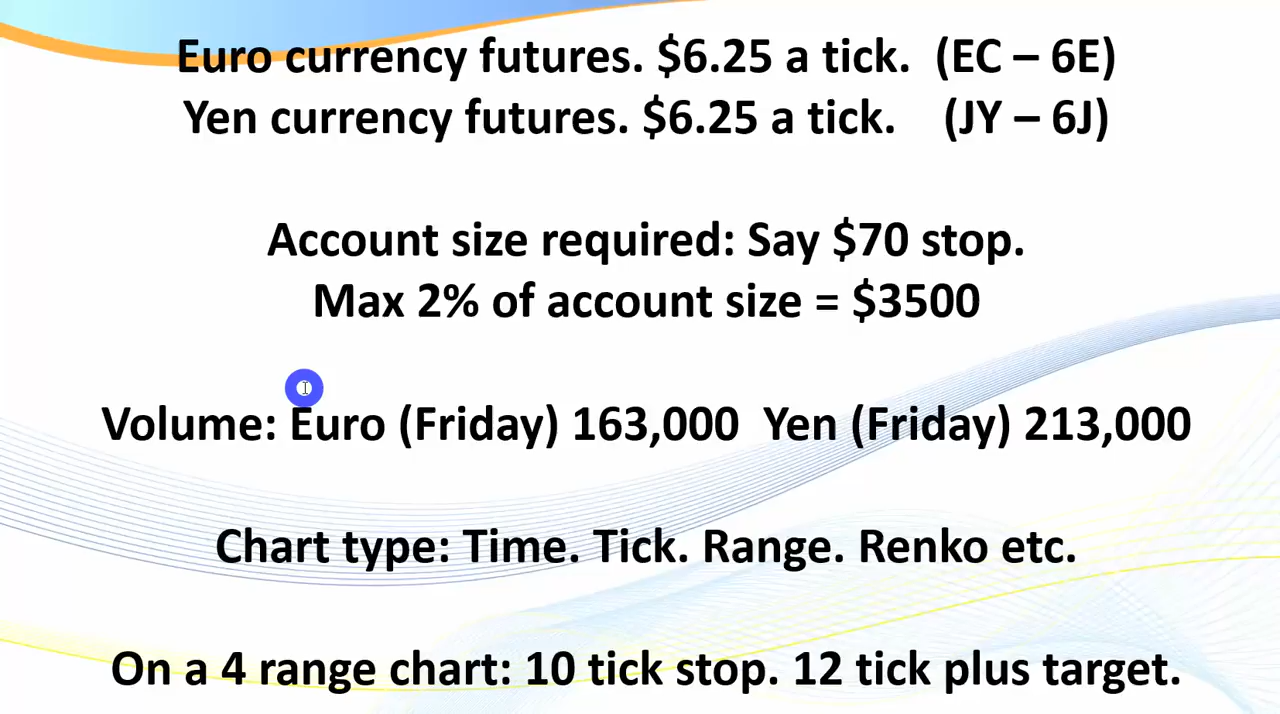 Euro currency futures. $6.25 a tick.  (EC – 6E)
Yen currency futures. $6.25 a tick.    (JY – 6J)
Account size required: Say $70 stop.
Max 2% of account size = $3500
Volume: Euro (Friday) 163,000  Yen (Friday) 213,000
Chart type: Time. Tick. Range. Renko etc.
On a 4 range chart: 10 tick stop. 12 tick plus target.